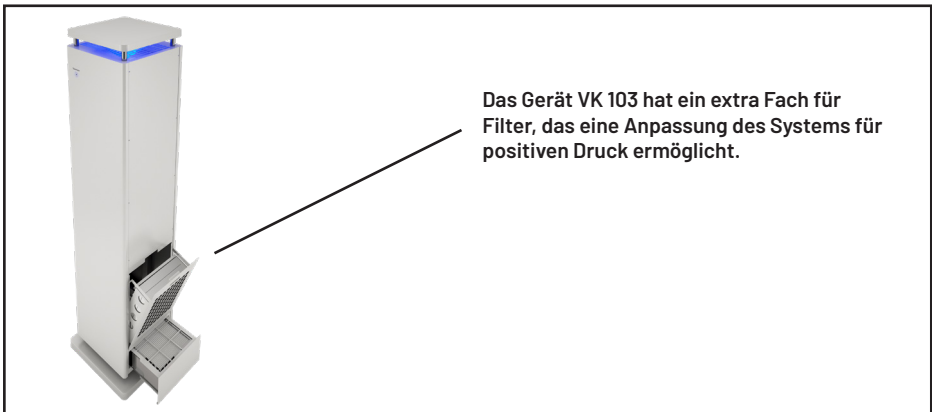 Das Gerät VK 103 hat ein extra Fach für
Filter, das eine Anpassung des Systems für
positiven Druck ermöglicht.